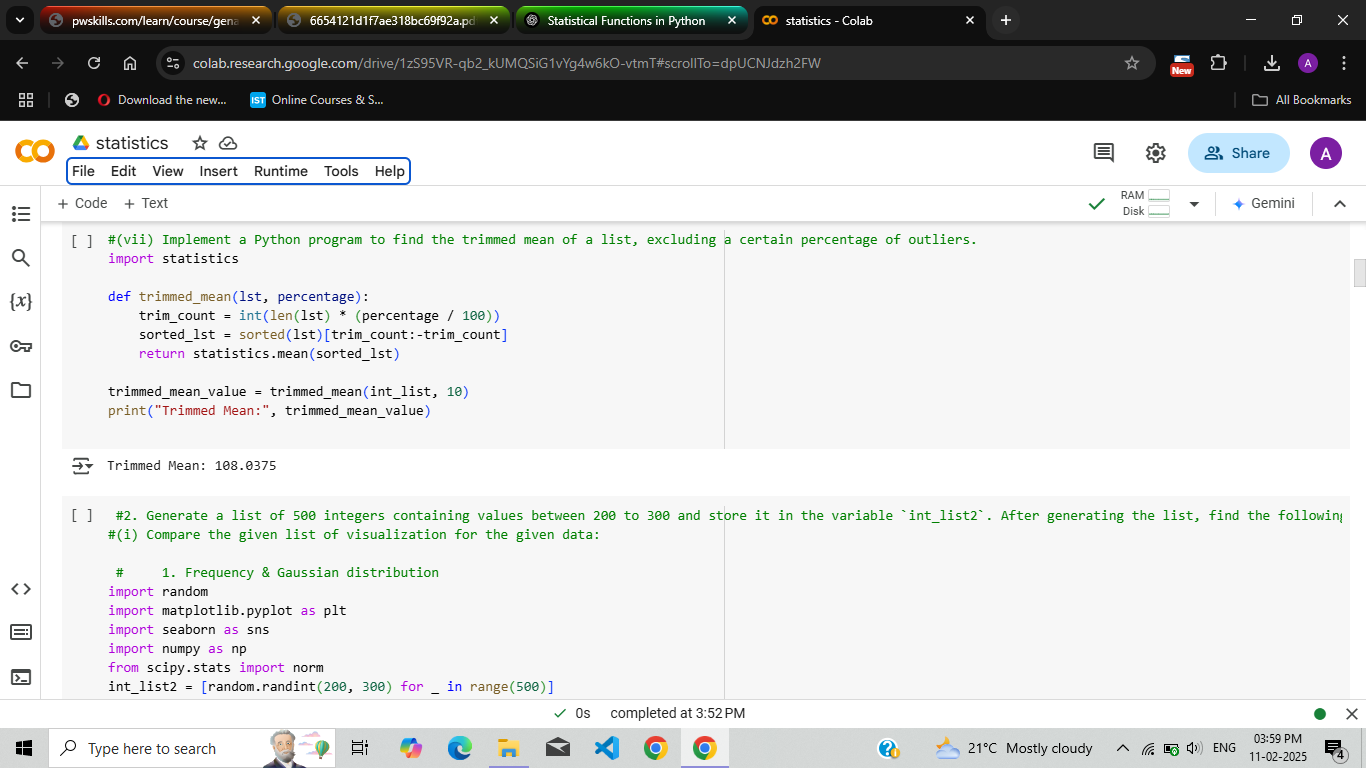 pwskills.com/learn/course/gena
6654121d1f7ae318bc69f92a.pd
Statistical Functions in Python
statistics - Colab
colab.research.google.com/drive/1zS95VR-qb2_kUMQSiG1vYg4w6kO-vtmT#scrollTo=dpUCNJdzh2FW
New
A
Download the new...
IST
Online Courses & S...
All Bookmarks
statistics
Share
A
File Edit View Insert Runtime Tools Help
+ Code + Text
RAM
Disk
Gemini
[ ] #(vii) Implement a Python program to find the trimmed mean of a list, excluding a certain percentage of outliers.
import statistics
def trimmed_mean(lst, percentage):
    trim_count = int(len(lst) * (percentage / 100))
    sorted_lst = sorted(lst)[trim_count:-trim_count]
    return statistics.mean(sorted_lst)
trimmed_mean_value = trimmed_mean(int_list, 10)
print("Trimmed Mean:", trimmed_mean_value)
Trimmed Mean: 108.0375
[ ] #2. Generate a list of 500 integers containing values between 200 to 300 and store it in the variable `int_list2`. After generating the list, find the following
#(i) Compare the given list of visualization for the given data:
#     1. Frequency & Gaussian distribution
import random
import matplotlib.pyplot as plt
import seaborn as sns
import numpy as np
from scipy.stats import norm
int_list2 = [random.randint(200, 300) for _ in range(500)]
0s completed at 3:52 PM
Type here to search
21°C Mostly cloudy
ENG
03:59 PM
11-02-2025
4